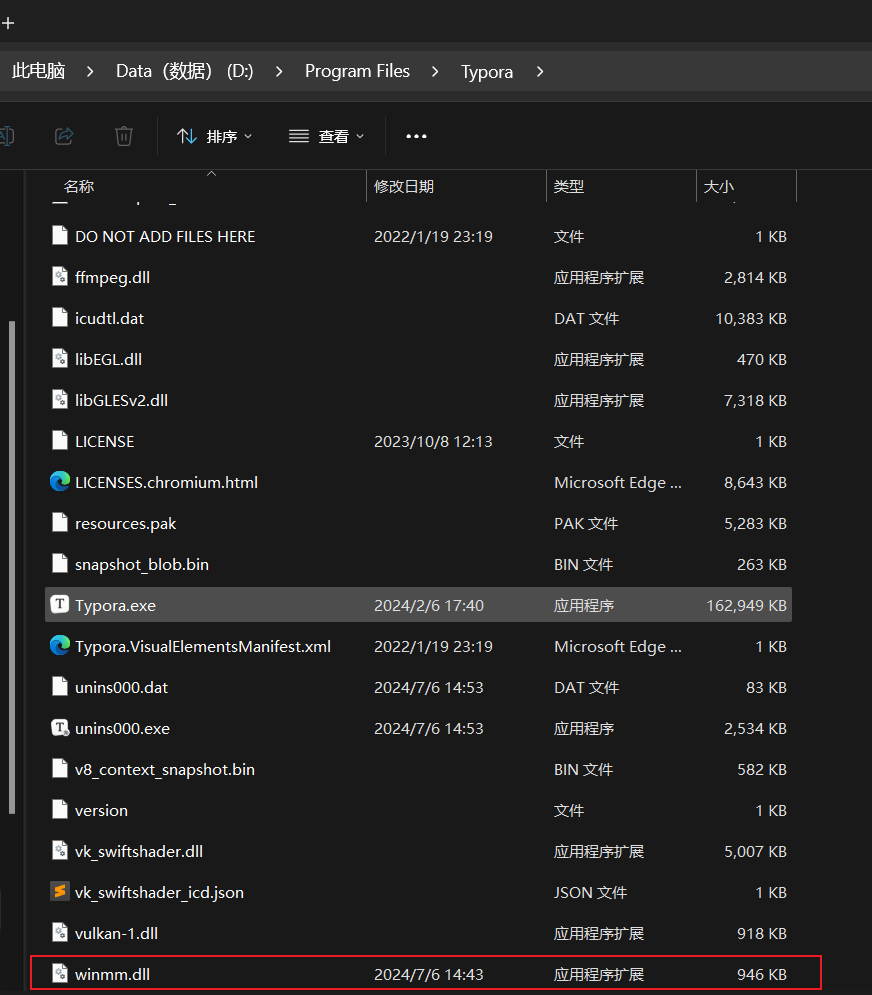 此电脑 > Data (数据) (D:) > Program Files > Typora >
排序 查看 •••
名称 修改日期 类型 大小
DO NOT ADD FILES HERE 2022/1/19 23:19 文件 1 KB
ffmpeg.dll 应用程序扩展 2,814 KB
icudtl.dat DAT 文件 10,383 KB
libEGL.dll 应用程序扩展 470 KB
libGLESv2.dll 应用程序扩展 7,318 KB
LICENSE 2023/10/8 12:13 文件 1 KB
LICENSES.chromium.html Microsoft Edge ... 8,643 KB
resources.pak PAK 文件 5,283 KB
snapshot_blob.bin BIN 文件 263 KB
Typora.exe 2024/2/6 17:40 应用程序 162,949 KB
Typora.VisualElementsManifest.xml 2022/1/19 23:19 Microsoft Edge ... 1 KB
unins000.dat 2024/7/6 14:53 DAT 文件 83 KB
unins000.exe 2024/7/6 14:53 应用程序 2,534 KB
v8_context_snapshot.bin BIN 文件 582 KB
version 文件 1 KB
vk_swiftshader.dll 应用程序扩展 5,007 KB
vk_swiftshader_icd.json JSON 文件 1 KB
vulkan-1.dll 应用程序扩展 918 KB
winmm.dll 2024/7/6 14:43 应用程序扩展 946 KB